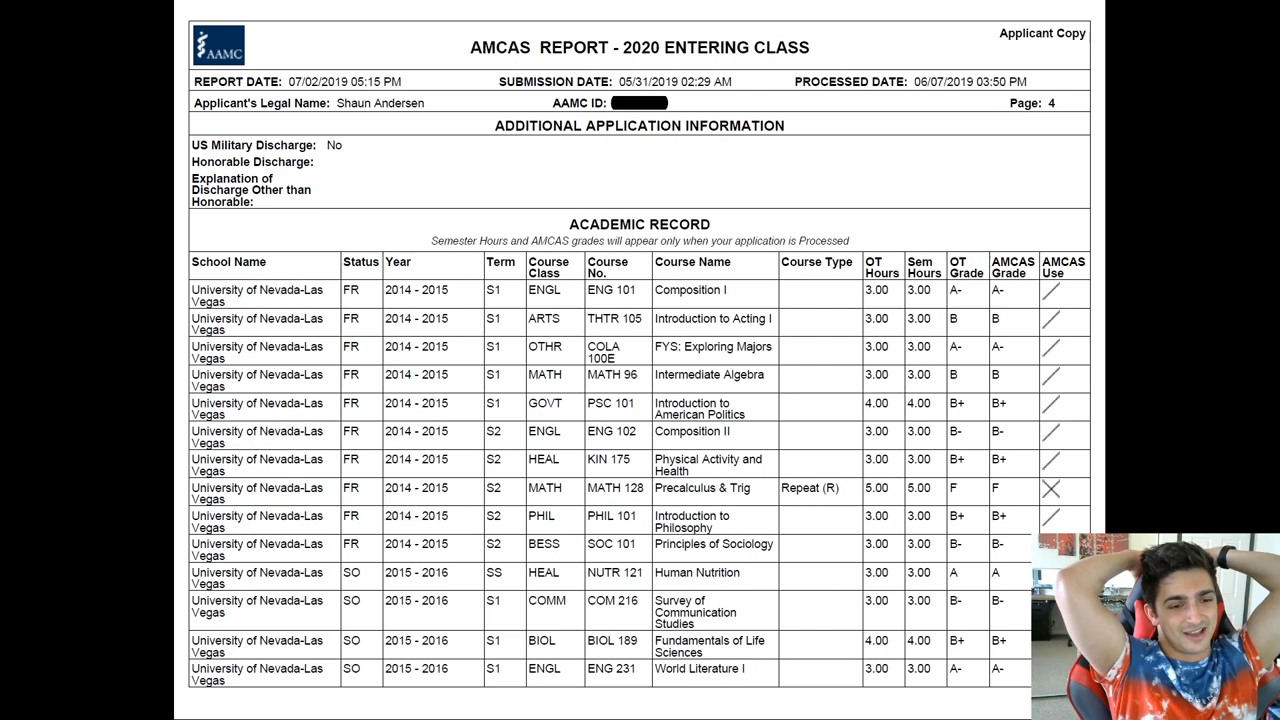 AAMC
Applicant Copy
AMCAS REPORT - 2020 ENTERING CLASS
REPORT DATE: 07/02/2019 05:15 PM SUBMISSION DATE: 05/31/2019 02:29 AM PROCESSED DATE: 06/07/2019 03:50 PM
Applicant's Legal Name: Shaun Andersen AAMC ID: Page: 4
ADDITIONAL APPLICATION INFORMATION
US Military Discharge: No
Honorable Discharge:
Explanation of
Discharge Other than
Honorable:
ACADEMIC RECORD
Semester Hours and AMCAS grades will appear only when your application is Processed
School Name Status Year Term Course Course Course Name Course Type OT Sem OT AMCAS AMCAS
Class No. Hours Hours Grade Grade Use
University of Nevada-Las FR 2014 - 2015 S1 ENGL ENG 101 Composition I 3.00 3.00 A- A-
Vegas
University of Nevada-Las FR 2014 - 2015 S1 ARTS THTR 105 Introduction to Acting I 3.00 3.00 B B
Vegas
University of Nevada-Las FR 2014 - 2015 S1 OTHR COLA FYS: Exploring Majors 3.00 3.00 A- A-
Vegas 100E
University of Nevada-Las FR 2014 - 2015 S1 MATH MATH 96 Intermediate Algebra 3.00 3.00 B B
Vegas
University of Nevada-Las FR 2014 - 2015 S1 GOVT PSC 101 Introduction to 4.00 4.00 B+ B+
Vegas American Politics
University of Nevada-Las FR 2014 - 2015 S2 ENGL ENG 102 Composition II 3.00 3.00 B- B-
Vegas
University of Nevada-Las FR 2014 - 2015 S2 HEAL KIN 175 Physical Activity and 3.00 3.00 B+ B+
Vegas Health
University of Nevada-Las FR 2014 - 2015 S2 MATH MATH 128 Precalculus & Trig Repeat (R) 5.00 5.00 F F
Vegas
University of Nevada-Las FR 2014 - 2015 S2 PHIL PHIL 101 Introduction to 3.00 3.00 B+ B+
Vegas Philosophy
University of Nevada-Las FR 2014 - 2015 S2 BESS SOC 101 Principles of Sociology 3.00 3.00 B- B-
Vegas
University of Nevada-Las SO 2015 - 2016 SS HEAL NUTR 121 Human Nutrition 3.00 3.00 A A
Vegas
University of Nevada-Las SO 2015 - 2016 S1 COMM COM 216 Survey of 3.00 3.00 B- B-
Vegas Communication
Studies
University of Nevada-Las SO 2015 - 2016 S1 BIOL BIOL 189 Fundamentals of Life 4.00 4.00 B+ B+
Vegas Sciences
University of Nevada-Las SO 2015 - 2016 S1 ENGL ENG 231 World Literature I 3.00 3.00 A- A-
Vegas